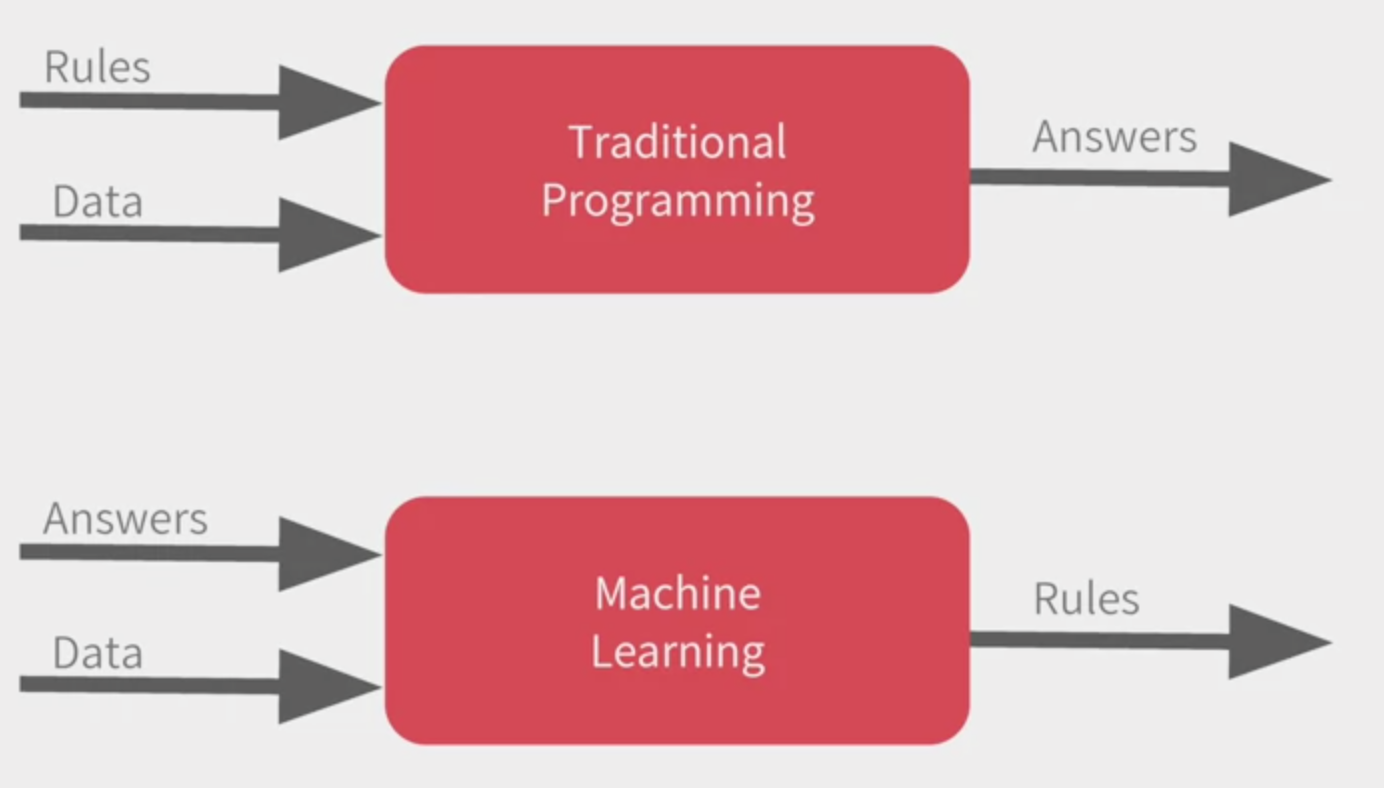 Rules
Data
Traditional
Programming
Answers
Answers
Data
Machine
Learning
Rules